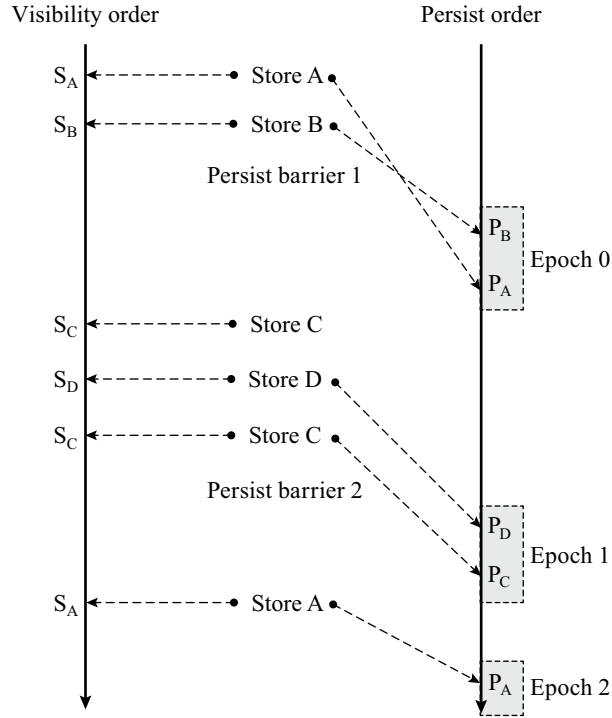 Visibility order Persist order
S_A Store A
S_B Store B
Persist barrier 1
P_B
Epoch 0
P_A
S_C Store C
S_D Store D
S_C Store C
Persist barrier 2
P_D
Epoch 1
P_C
S_A Store A
P_A Epoch 2